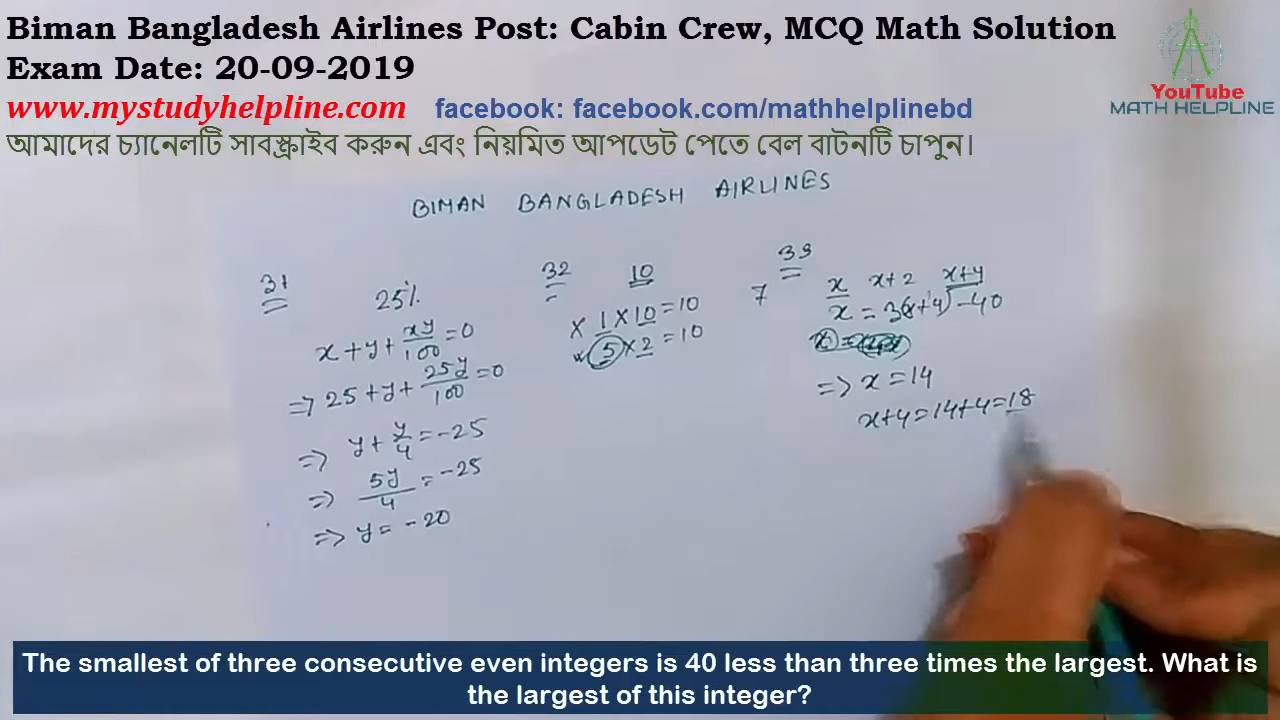 Biman Bangladesh Airlines Post: Cabin Crew, MCQ Math Solution
Exam Date: 20-09-2019
www.mystudyhelpline.com facebook: facebook.com/mathhelplinebd
আমাদের চ্যানেলটি সাবস্ক্রাইব করুন এবং নিয়মিত আপডেট পেতে বেল বাটনটি চাপুন।
YouTube
MATH HELPLINE
BIMAN BANGLADESH AIRLINES
31
25%
x+y+xy/100=0
=> 25+y+25y/100=0
=> y+y/4=-25
=> 5y/4=-25
=> y=-20
32
10
× 1×10=10
5×2=10
33
7
x x+2 x+4
x=3(x+4)-40
=> x=14
x+4=14+4=18
The smallest of three consecutive even integers is 40 less than three times the largest. What is
the largest of this integer?